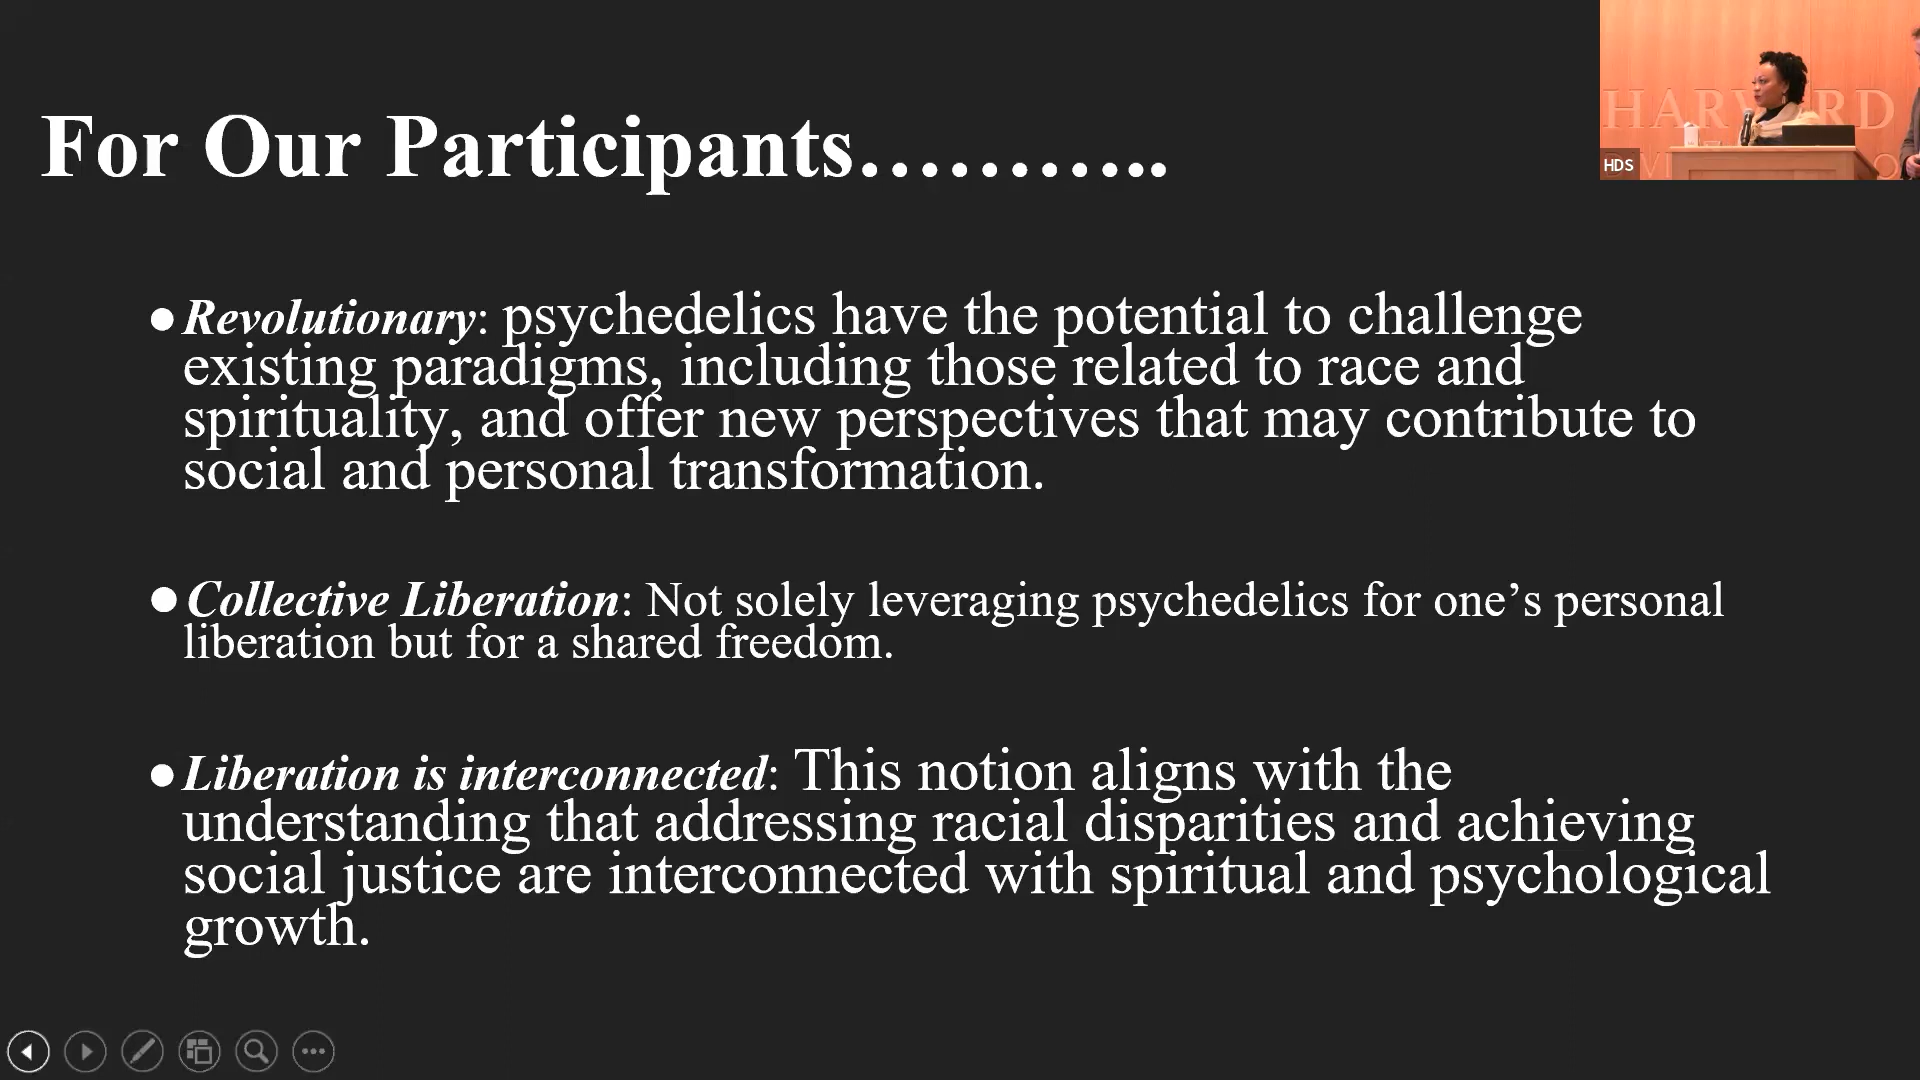 For Our Participants………..
HARVARD
HDS
●Revolutionary: psychedelics have the potential to challenge
existing paradigms, including those related to race and
spirituality, and offer new perspectives that may contribute to
social and personal transformation.
●Collective Liberation: Not solely leveraging psychedelics for one’s personal
liberation but for a shared freedom.
●Liberation is interconnected: This notion aligns with the
understanding that addressing racial disparities and achieving
social justice are interconnected with spiritual and psychological
growth.